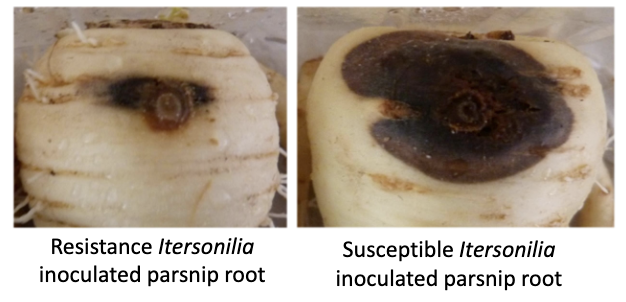 Resistance Itersonilia
inoculated parsnip root
Susceptible Itersonilia
inoculated parsnip root